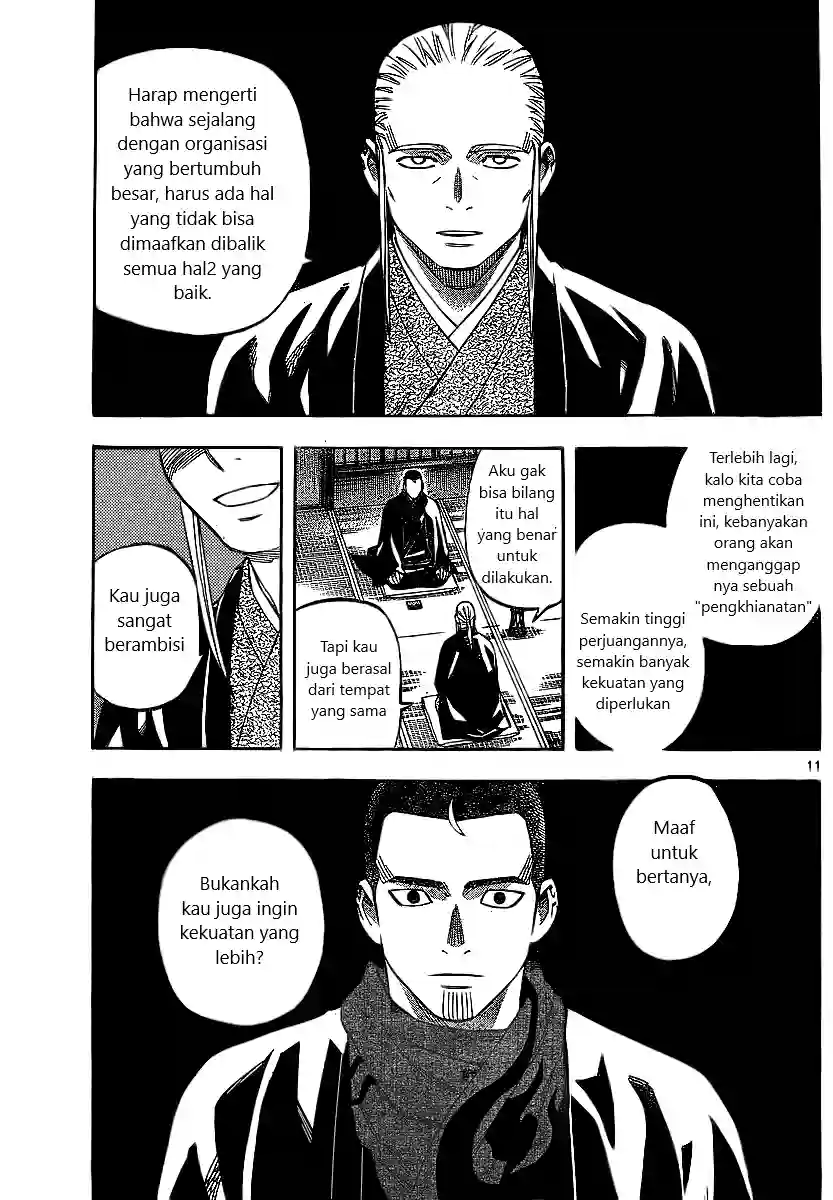 Harap mengerti
bahwa sejalang
dengan organisasi
yang bertumbuh
besar, harus ada hal
yang tidak bisa
dimaafkan dibalik
semua hal2 yang
baik.
Terlebih lagi,
kalo kita coba
menghentikan
ini, kebanyakan
orang akan
menganggap
nya sebuah
"pengkhianatan"
Semakin tinggi
perjuangannya,
semakin banyak
kekuatan yang
diperlukan
Aku gak
bisa bilang
itu hal
yang benar
untuk
dilakukan.
Tapi kau
juga berasal
dari tempat
yang sama
Kau juga
sangat
berambisi
11
Maaf
untuk
bertanya,
Bukankah
kau juga ingin
kekuatan yang
lebih?